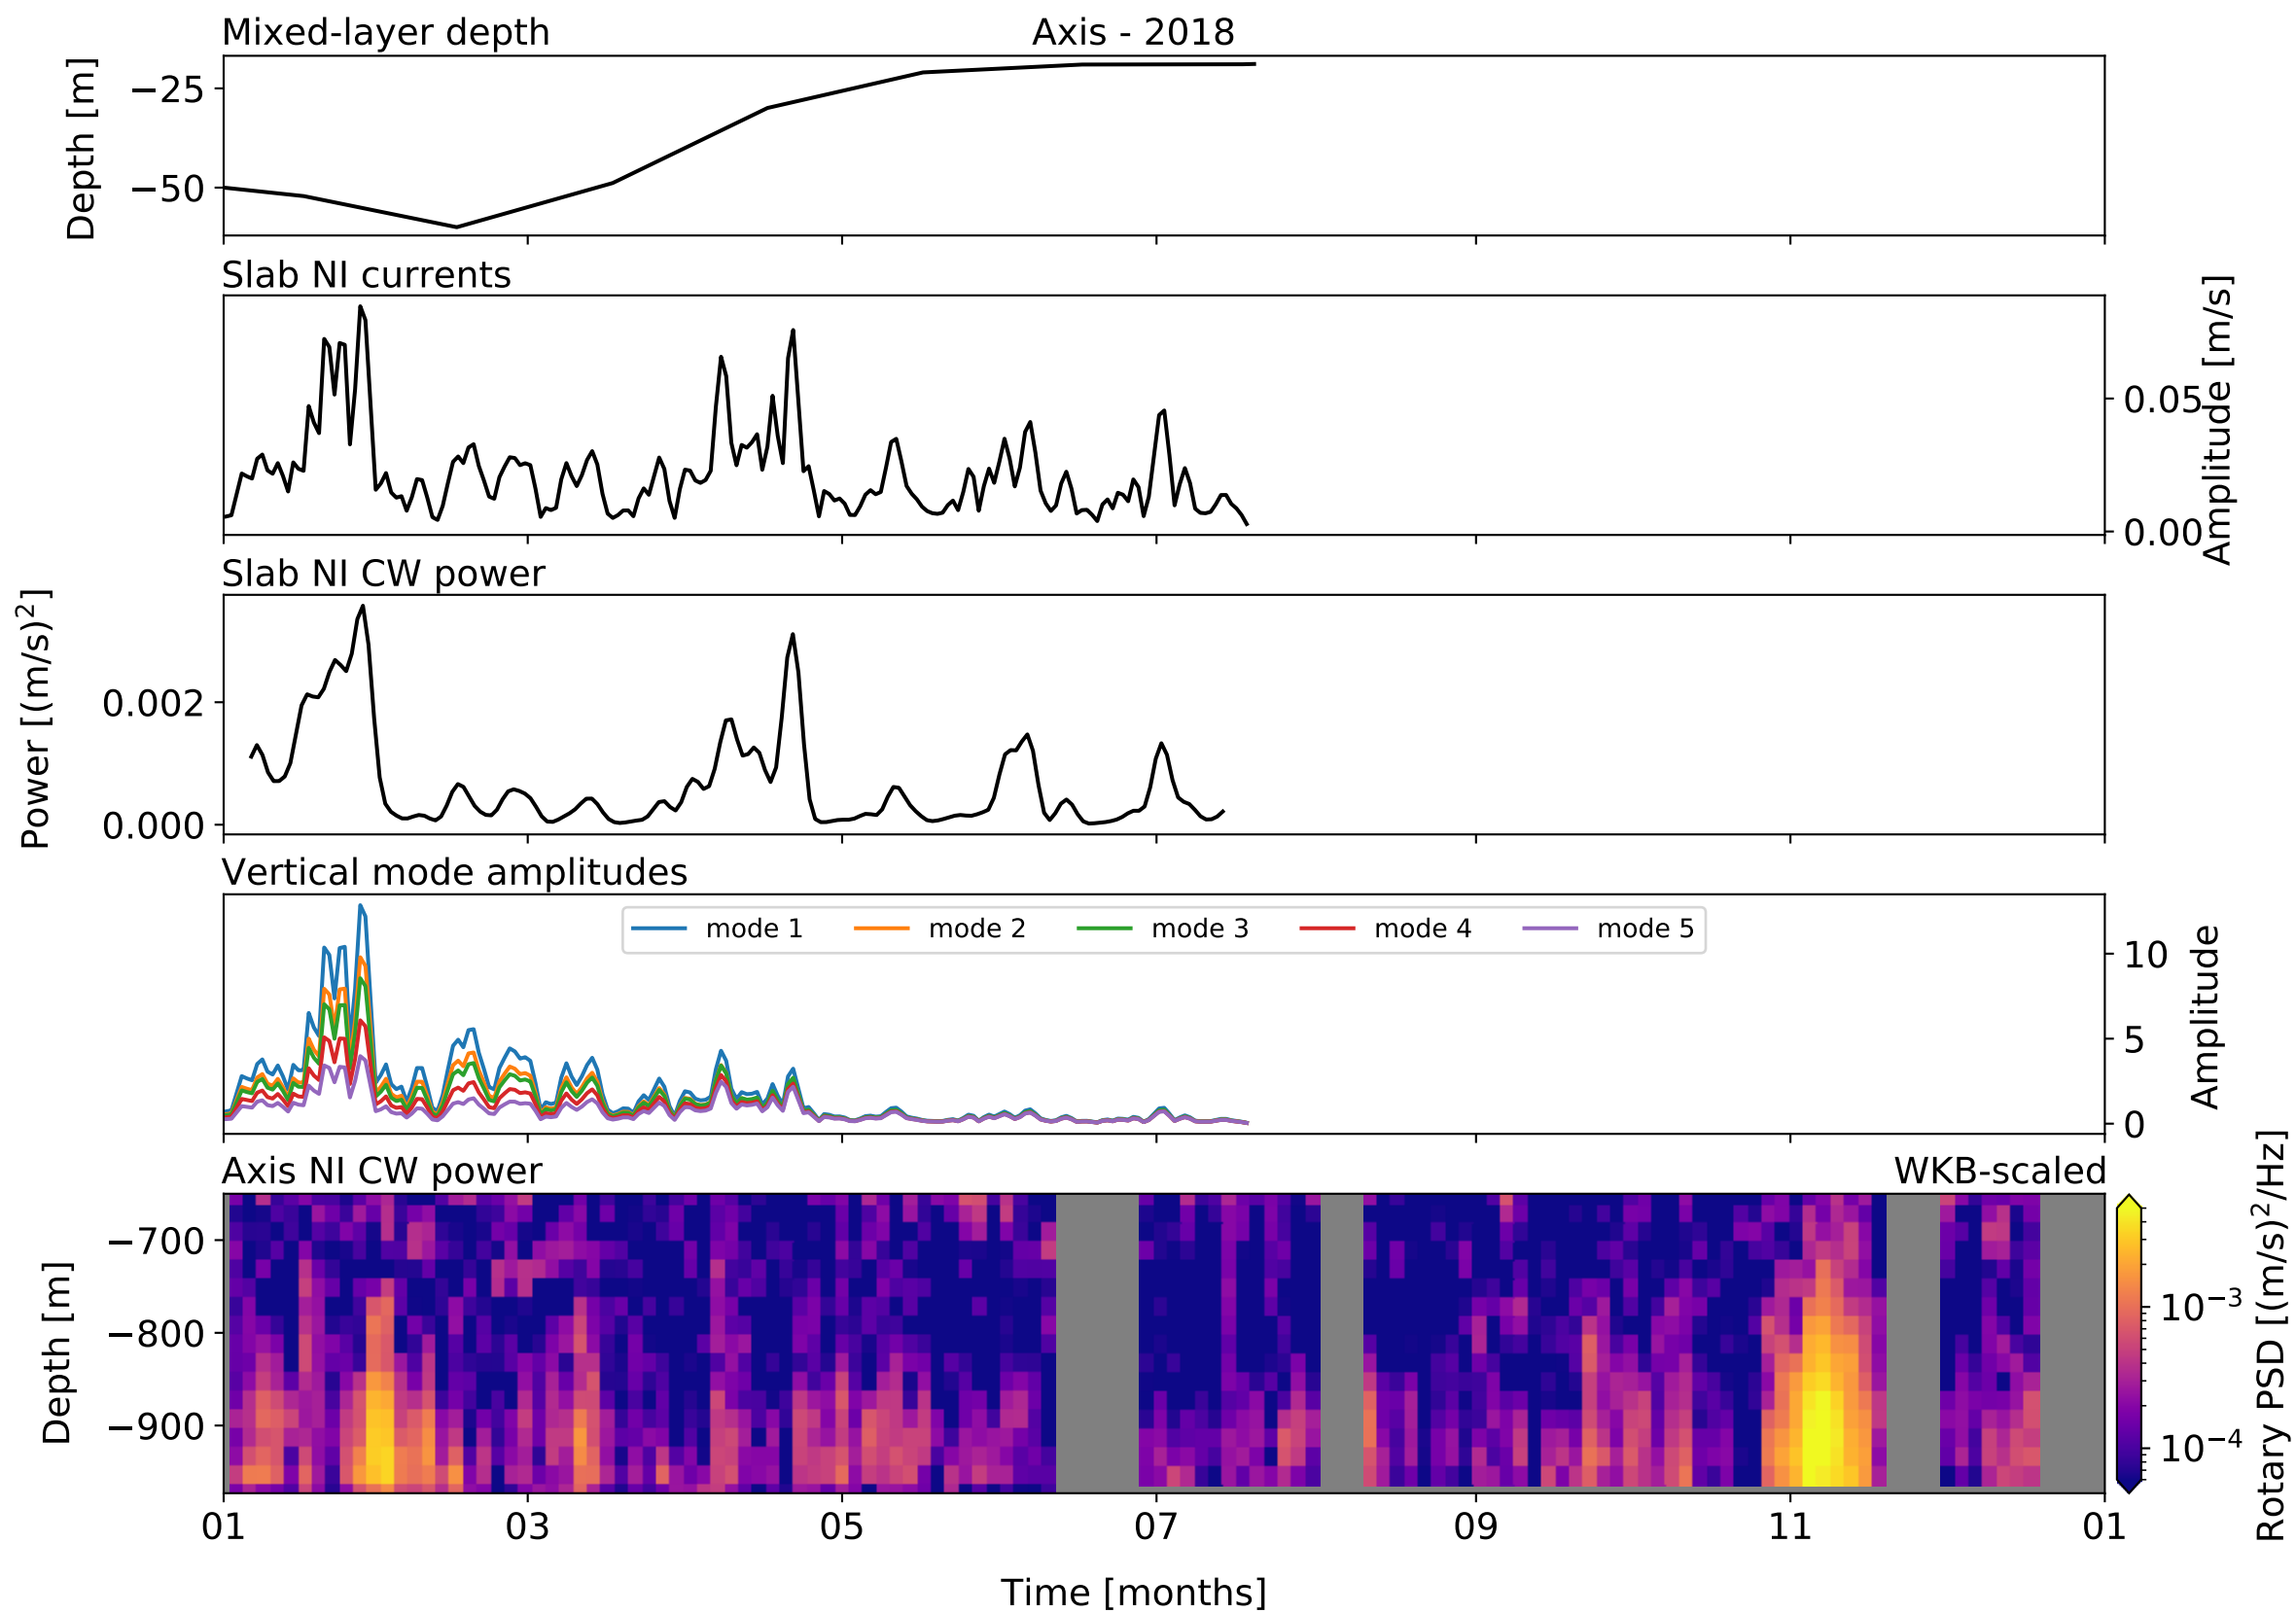 Mixed-layer depth
Axis - 2018
Depth [m]
−25
−50
Slab NI currents
Amplitude [m/s]
0.05
0.00
Slab NI CW power
Power [(m/s)²]
0.002
0.000
Vertical mode amplitudes
mode 1
mode 2
mode 3
mode 4
mode 5
Amplitude
10
5
0
Axis NI CW power
WKB-scaled
Depth [m]
−700
−800
−900
10⁻³
10⁻⁴
Rotary PSD [(m/s)²/Hz]
01
03
05
07
09
11
01
Time [months]